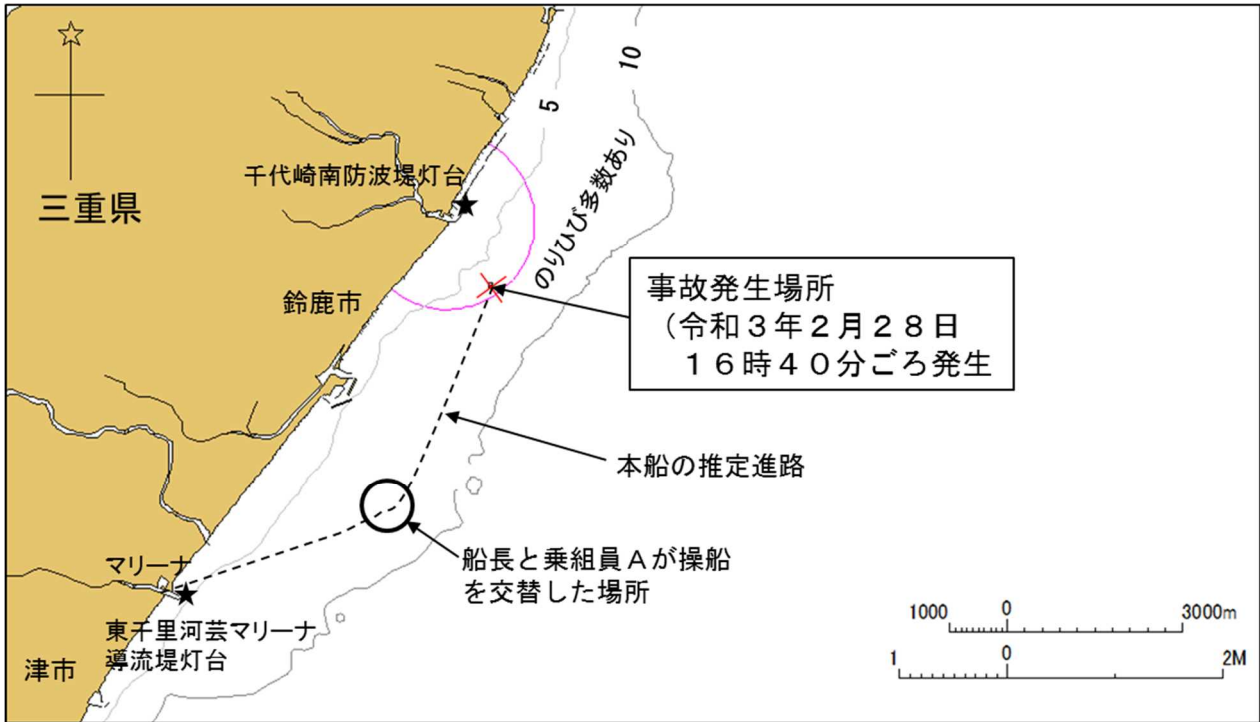 10
5
のりひび多数あり
千代崎南防波堤灯台
三重県
鈴鹿市
事故発生場所
(令和3年2月28日
16時40分ごろ発生
本船の推定進路
船長と乗組員Aが操船
を交替した場所
マリーナ
東千里河芸マリーナ
導流堤灯台
津市
1000 0 3000m
1 0 2M